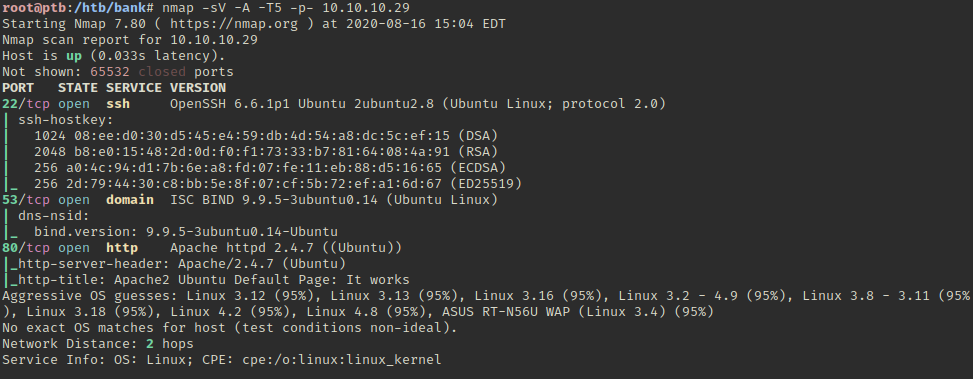 root@ptb:/htb/bank# nmap -sV -A -T5 -p- 10.10.10.29
Starting Nmap 7.80 ( https://nmap.org ) at 2020-08-16 15:04 EDT
Nmap scan report for 10.10.10.29
Host is up (0.033s latency).
Not shown: 65532 closed ports
PORT   STATE SERVICE VERSION
22/tcp open  ssh     OpenSSH 6.6.1p1 Ubuntu 2ubuntu2.8 (Ubuntu Linux; protocol 2.0)
| ssh-hostkey:
|   1024 08:ee:d0:30:d5:45:e4:59:db:4d:54:a8:dc:5c:ef:15 (DSA)
|   2048 b8:e0:15:48:2d:0d:f0:f1:73:33:b7:81:64:08:4a:91 (RSA)
|   256 a0:4c:94:d1:7b:6e:a8:fd:07:fe:11:eb:88:d5:16:65 (ECDSA)
|_  256 2d:79:44:30:c8:bb:5e:8f:07:cf:5b:72:ef:a1:6d:67 (ED25519)
53/tcp open  domain  ISC BIND 9.9.5-3ubuntu0.14 (Ubuntu Linux)
| dns-nsid:
|_  bind.version: 9.9.5-3ubuntu0.14-Ubuntu
80/tcp open  http    Apache httpd 2.4.7 ((Ubuntu))
|_http-server-header: Apache/2.4.7 (Ubuntu)
|_http-title: Apache2 Ubuntu Default Page: It works
Aggressive OS guesses: Linux 3.12 (95%), Linux 3.13 (95%), Linux 3.16 (95%), Linux 3.2 - 4.9 (95%), Linux 3.8 - 3.11 (95%
), Linux 3.18 (95%), Linux 4.2 (95%), Linux 4.8 (95%), ASUS RT-N56U WAP (Linux 3.4) (95%)
No exact OS matches for host (test conditions non-ideal).
Network Distance: 2 hops
Service Info: OS: Linux; CPE: cpe:/o:linux:linux_kernel